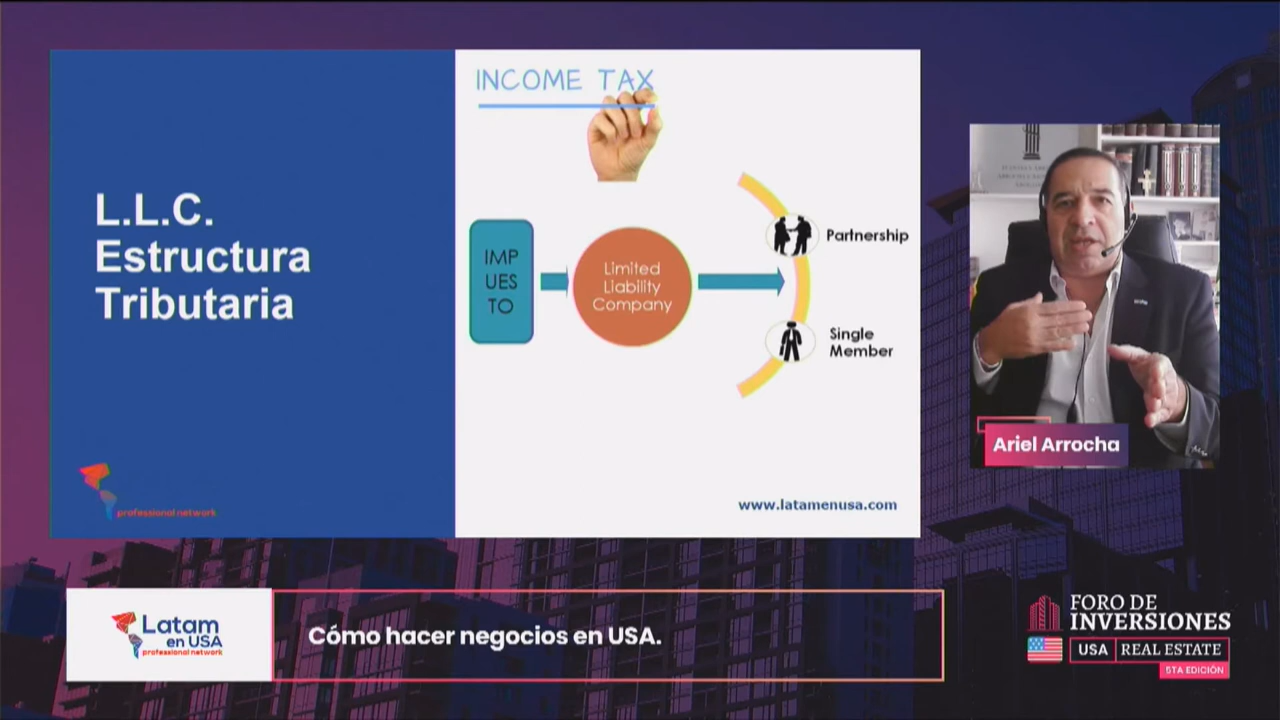 L.L.C.
Estructura
Tributaria
professional network
INCOME TAX
IMP
UES
TO
Limited
Liability
Company
Partnership
Single
Member
www.latamenusa.com
Ariel Arrocha
Latam
en USA
professional network
Cómo hacer negocios en USA.
FORO DE
INVERSIONES
USA REAL ESTATE
5TA EDICIÓN